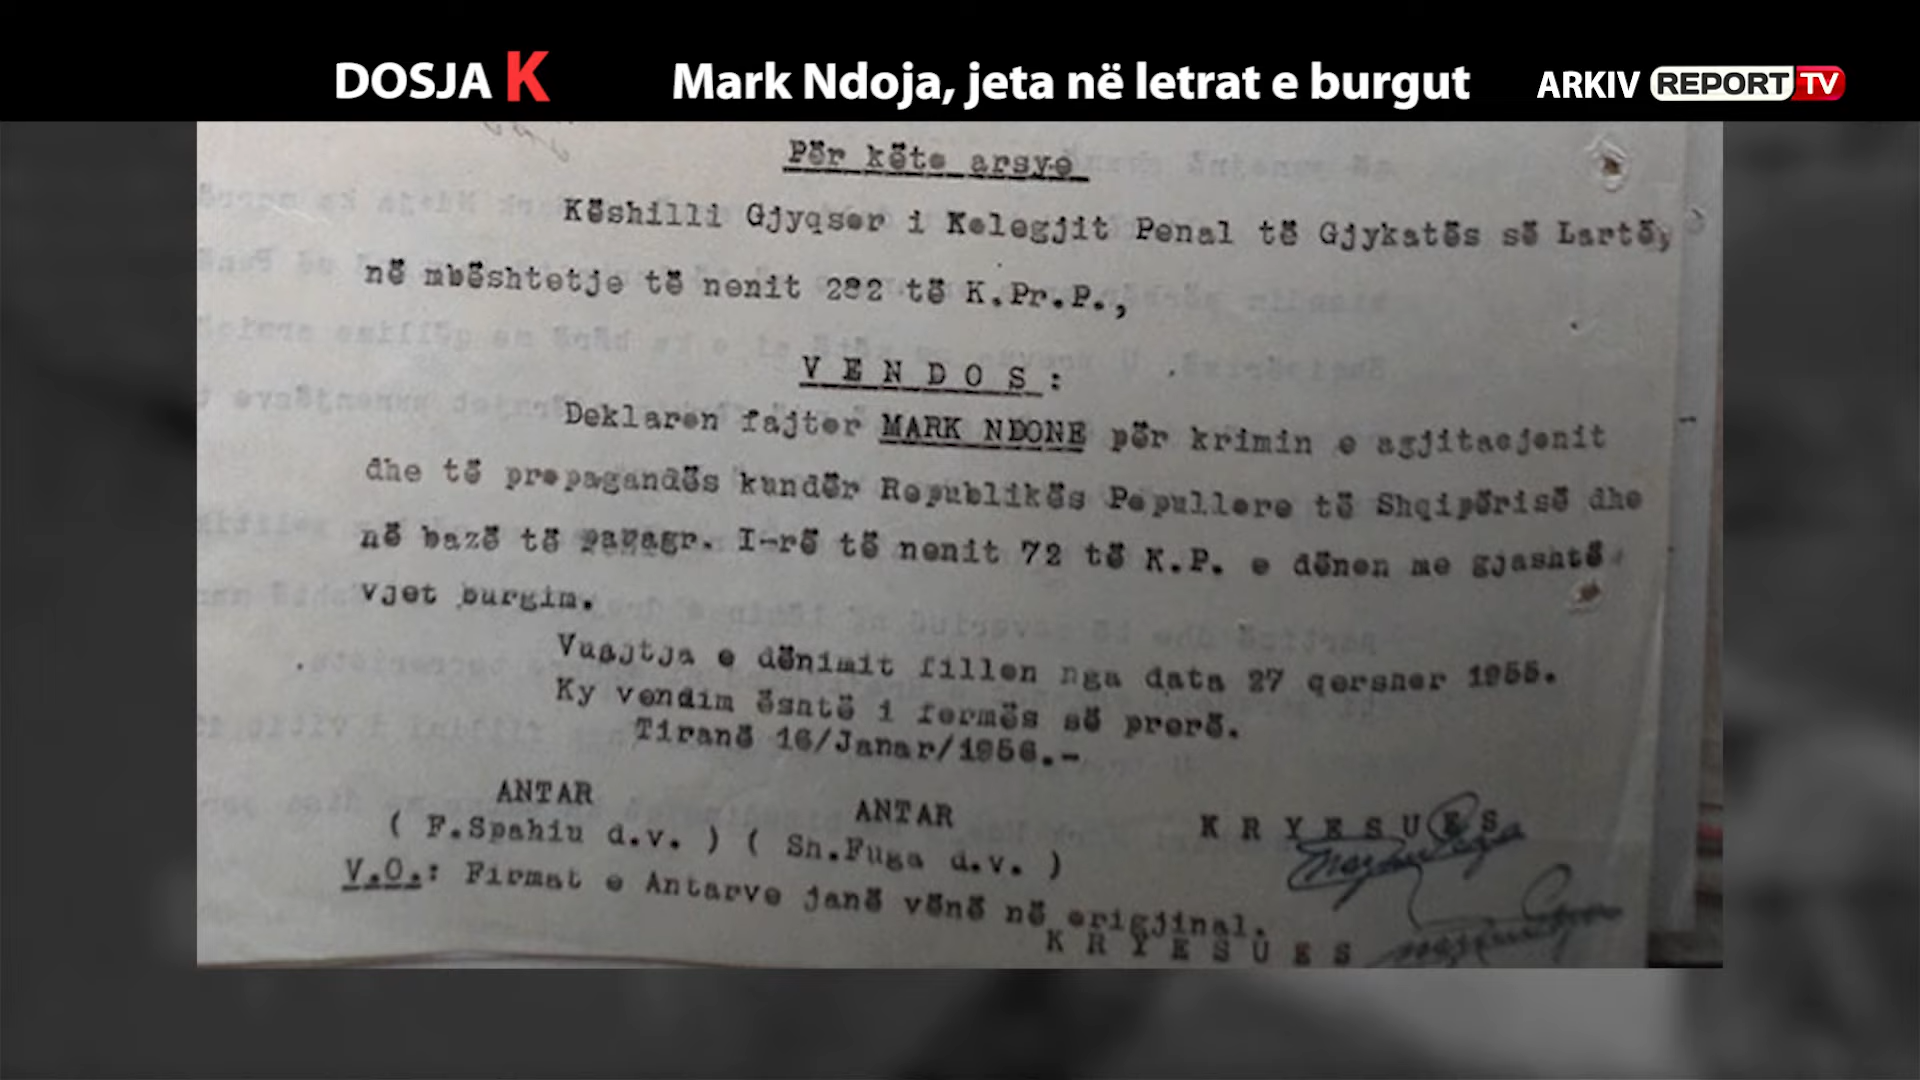 DOSJA K
Mark Ndoja, jeta në letrat e burgut
ARKIV REPORT TV
Për këto arsye
Këshilli Gjyqsor i Kolegjit Penal të Gjykatës së Lartë,
në mbështetje të nenit 282 të K.Pr.P.,
V E N D O S :
Deklaron fajtor MARK NDONE për krimin e agjitacjonit
dhe të propagandës kundër Republikës Popullore të Shqipërisë dhe
në bazë të paragr. I-rë të nenit 72 të K.P. e dënon me gjashtë
vjet burgim.
Vuajtja e dënimit fillon nga data 27 qershor 1955.
Ky vendim është i formës së prerë.
Tiranë 16/Janar/1956.-
ANTAR ANTAR K R Y E S U E S
( F.Spahiu d.v. ) ( Sh.Fuga d.v. )
V.O.: Firmat e Antarve janë vënë në origjinal.
K R Y E S U E S